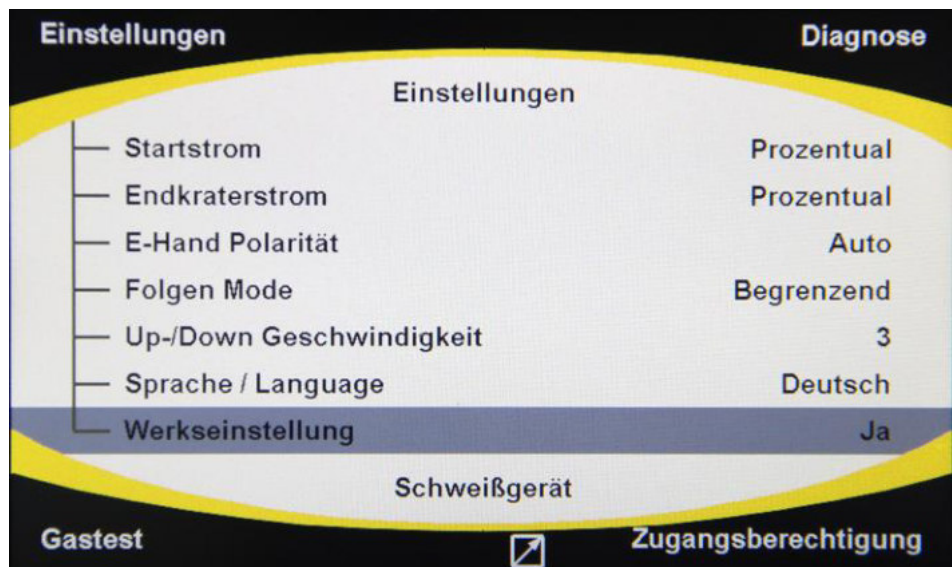 Einstellungen Diagnose
Einstellungen
Startstrom Prozentual
Endkraterstrom Prozentual
E-Hand Polarität Auto
Folgen Mode Begrenzend
Up-/Down Geschwindigkeit 3
Sprache / Language Deutsch
Werkseinstellung Ja
Schweißgerät
Gastest Zugangsberechtigung